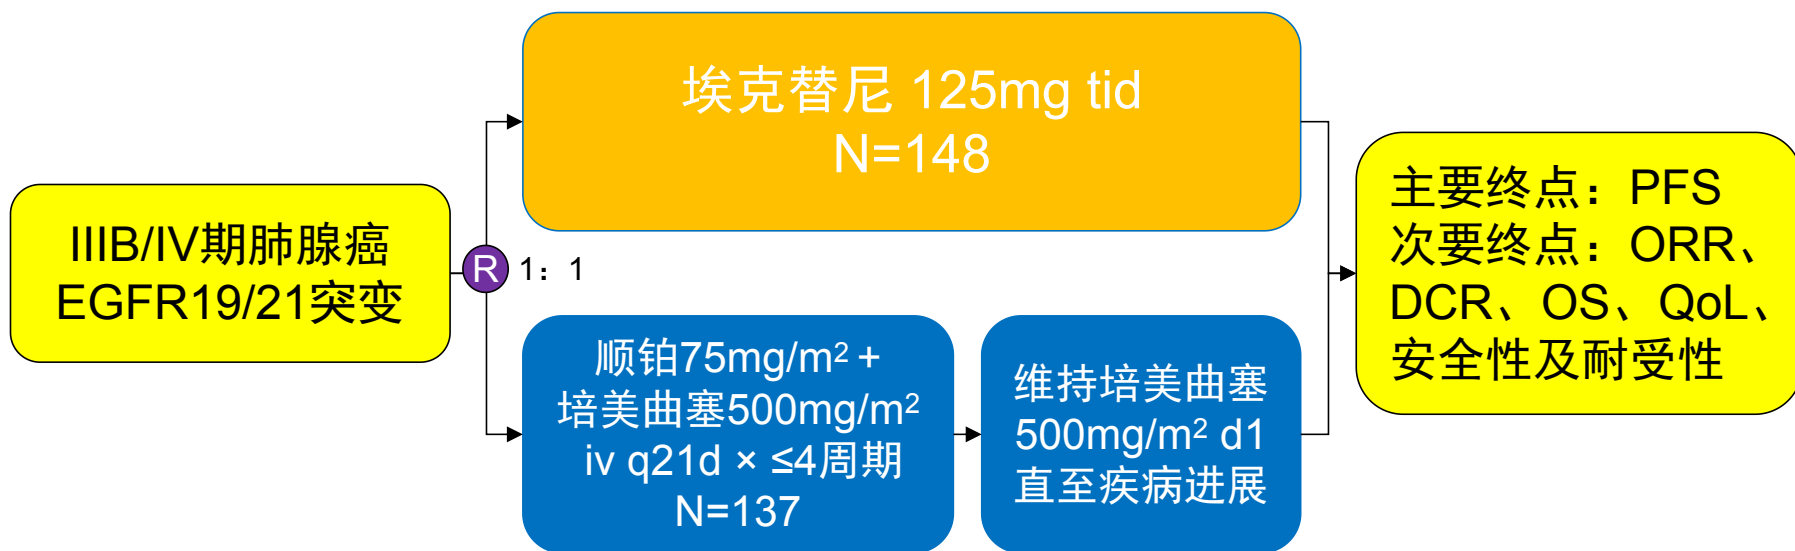 IIIB/IV期肺腺癌
EGFR19/21突变
R
1：1
埃克替尼 125mg tid
N=148
顺铂75mg/m² +
培美曲塞500mg/m²
iv q21d × ≤4周期
N=137
维持培美曲塞
500mg/m² d1
直至疾病进展
主要终点：PFS
次要终点：ORR、
DCR、OS、QoL、
安全性及耐受性